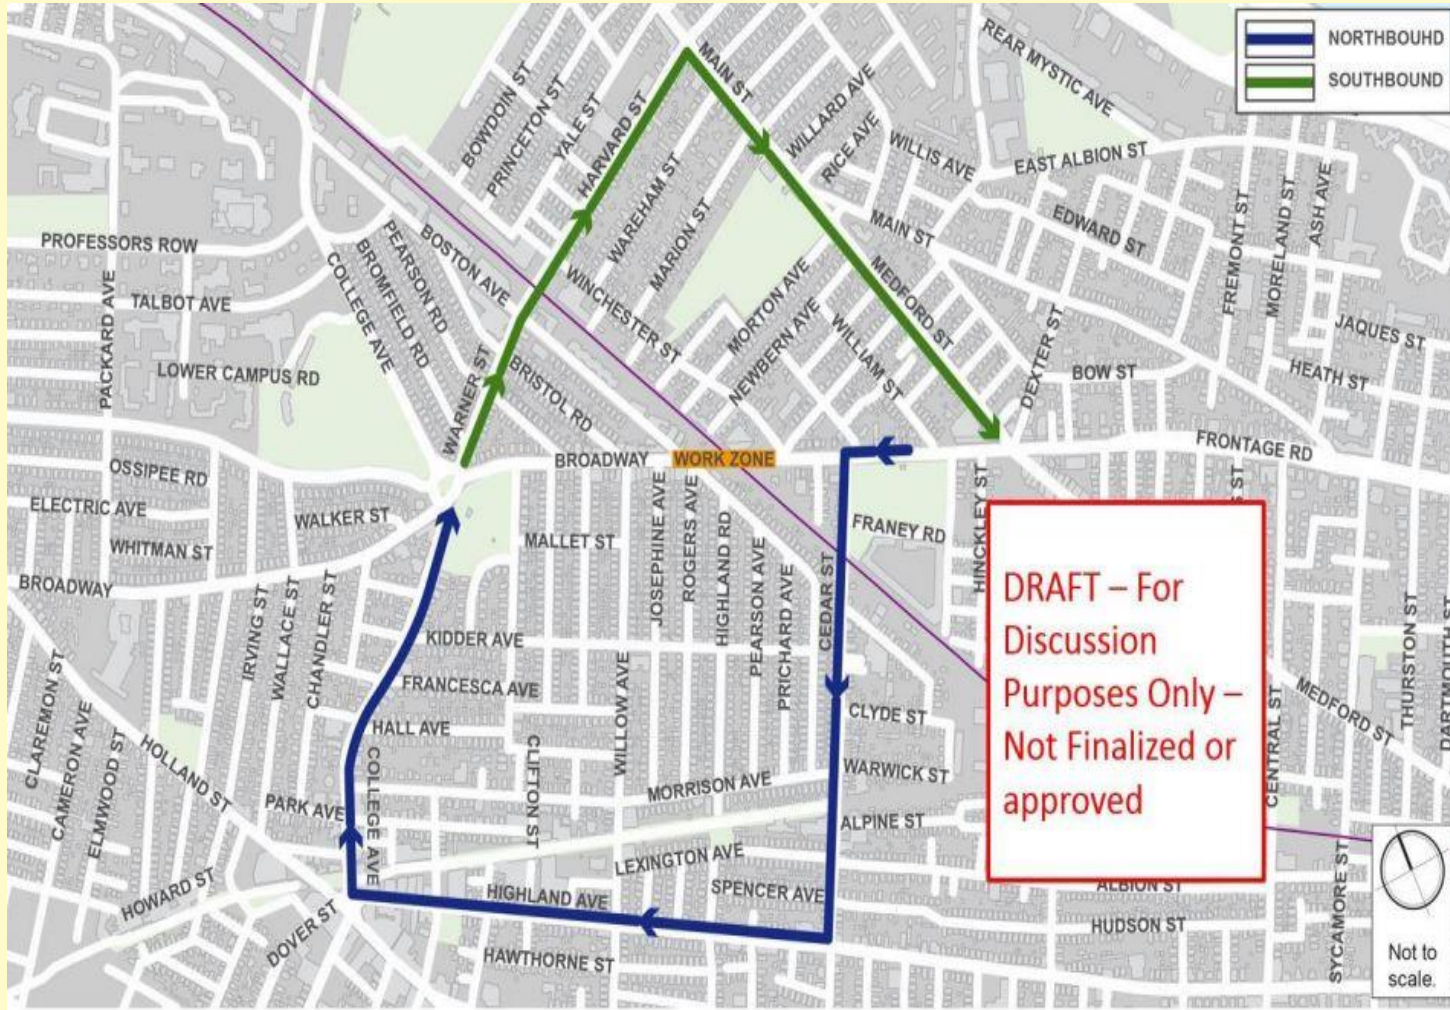 NORTHBOUHD
SOUTHBOUND
REAR MYSTIC AVE
MAIN ST
BOWDOIN ST
PRINCETON ST
YALE ST
HARVARD ST
WILLARD AVE
RICE AVE
WILLIS AVE
EAST ALBION ST
WAREHAM ST
MARION ST
MAIN ST
EDWARD ST
FREMONT ST
MORELAND ST
ASH AVE
PROFESSORS ROW
PEARSON RD
BROMFIELD RD
COLLEGE AVE
BOSTON AVE
WINCHESTER ST
MORTON AVE
MEDFORD ST
PACKARD AVE
TALBOT AVE
NEWBERN AVE
WILLIAM ST
DEXTER ST
JAQUES ST
LOWER CAMPUS RD
WARNER ST
BRISTOL RD
BOW ST
HEATH ST
OSSIPEE RD
BROADWAY
WORK ZONE
FRONTAGE RD
ELECTRIC AVE
WALKER ST
WHITMAN ST
MALLET ST
JOSEPHINE AVE
ROGERS AVE
HIGHLAND RD
PEARSON AVE
PRICHARD AVE
CEDAR ST
FRANEY RD
HINCKLEY ST
S ST
BROADWAY
IRVING ST
WALLACE ST
CHANDLER ST
KIDDER AVE
FRANCESCA AVE
HALL AVE
WILLOW AVE
CLYDE ST
CLAREMON ST
CAMERON AVE
ELMWOOD ST
HOLLAND ST
PARK AVE
COLLEGE AVE
CLIFTON ST
MORRISON AVE
WARWICK ST
ALPINE ST
LEXINGTON AVE
SPENCER AVE
HIGHLAND AVE
HOWARD ST
DOVER ST
HAWTHORNE ST
DRAFT – For
Discussion
Purposes Only –
Not Finalized or
approved
CENTRAL ST
MEDFORD ST
THURSTON ST
DARTMOUTH ST
ALBION ST
HUDSON ST
SYCAMORE ST
Not to
scale.